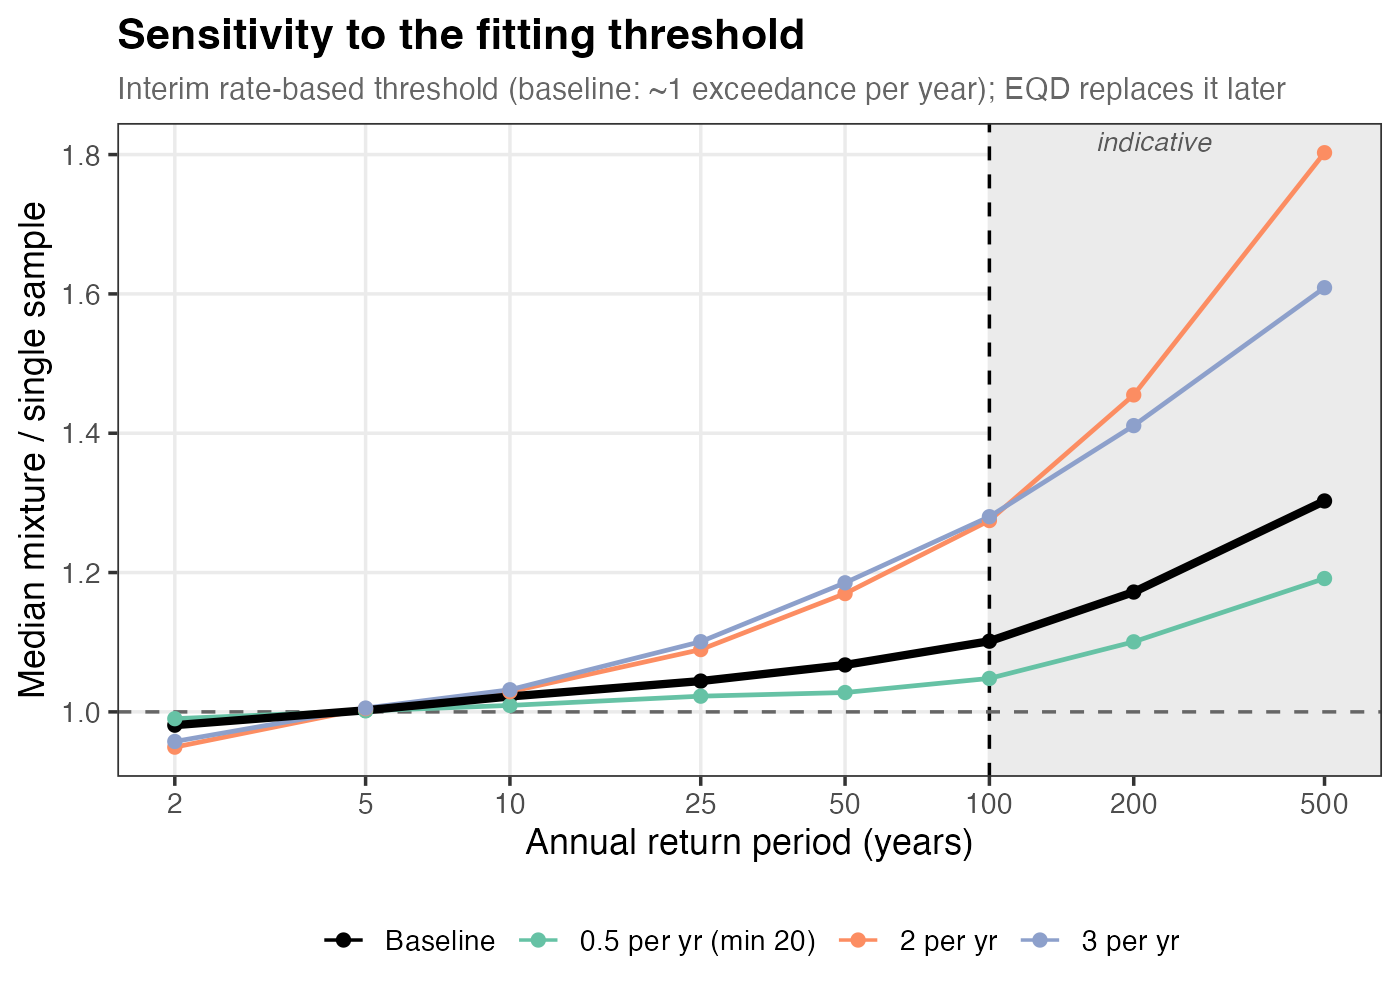 Sensitivity to the fitting threshold
Interim rate-based threshold (baseline: ~1 exceedance per year); EQD replaces it later
indicative
Median mixture / single sample
1.8
1.6
1.4
1.2
1.0
2 5 10 25 50 100 200 500
Annual return period (years)
Baseline 0.5 per yr (min 20) 2 per yr 3 per yr